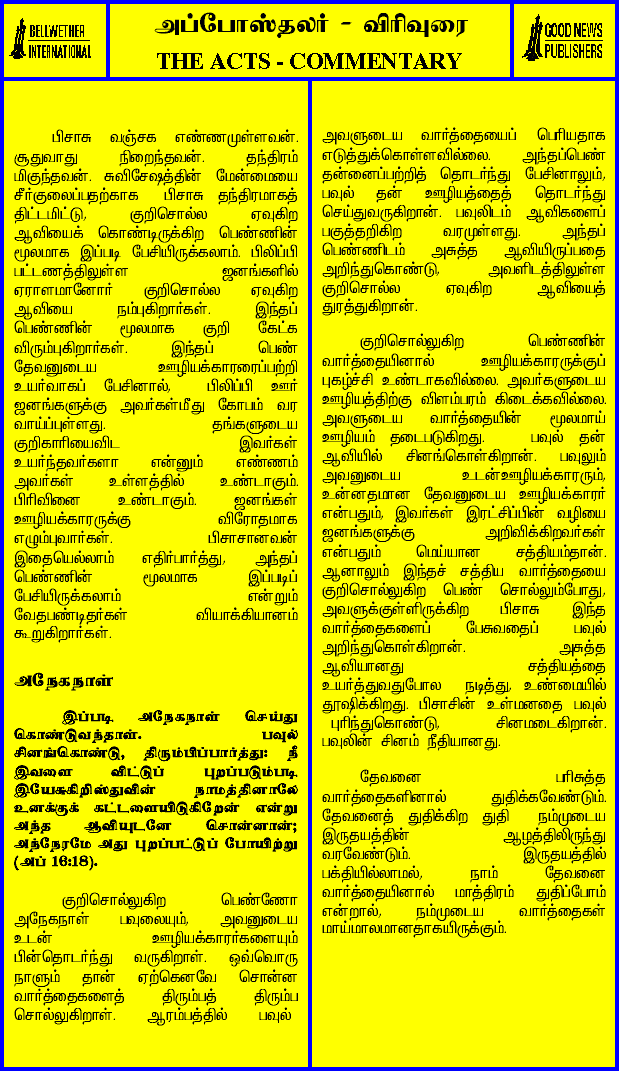 BELLWETHER
INTERNATIONAL
அப்போஸ்தலர் - விரிவுரை
THE ACTS - COMMENTARY
GOOD NEWS
PUBLISHERS
பிசாசு வஞ்சக எண்ணமுள்ளவன்.
சூதுவாது நிறைந்தவன். தந்திரம்
மிகுந்தவன். சுவிசேஷத்தின் மேன்மையை
சீர்குலைப்பதற்காக பிசாசு தந்திரமாகத்
திட்டமிட்டு, குறிசொல்ல ஏவுகிற
ஆவியைக் கொண்டிருக்கிற பெண்ணின்
மூலமாக இப்படி பேசியிருக்கலாம். பிலிப்பி
பட்டணத்திலுள்ள ஜனங்களில்
ஏராளமானோர் குறிசொல்ல ஏவுகிற
ஆவியை நம்புகிறார்கள். இந்தப்
பெண்ணின் மூலமாக குறி கேட்க
விரும்புகிறார்கள். இந்தப் பெண்
தேவனுடைய ஊழியக்காரரைப்பற்றி
உயர்வாகப் பேசினால், பிலிப்பி ஊர்
ஜனங்களுக்கு அவர்கள்மீது கோபம் வர
வாய்ப்புள்ளது. தங்களுடைய
குறிகாரியைவிட இவர்கள்
உயர்ந்தவர்களா என்னும் எண்ணம்
அவர்கள் உள்ளத்தில் உண்டாகும்.
பிரிவினை உண்டாகும். ஜனங்கள்
ஊழியக்காரருக்கு விரோதமாக
எழும்புவார்கள். பிசாசானவன்
இதையெல்லாம் எதிர்பார்த்து, அந்தப்
பெண்ணின் மூலமாக இப்படிப்
பேசியிருக்கலாம் என்றும்
வேதபண்டிதர்கள் வியாக்கியானம்
கூறுகிறார்கள்.
அநேகநாள்
இப்படி அநேகநாள் செய்து
கொண்டுவந்தாள். பவுல்
சினங்கொண்டு, திரும்பிப்பார்த்து: நீ
இவளை விட்டுப் புறப்படும்படி
இயேசுகிறிஸ்துவின் நாமத்தினாலே
உனக்குக் கட்டளையிடுகிறேன் என்று
அந்த ஆவியுடனே சொன்னான்;
அந்நேரமே அது புறப்பட்டுப் போயிற்று
(அப் 16:18).
குறிசொல்லுகிற பெண்ணோ
அநேகநாள் பவுலையும், அவனுடைய
உடன் ஊழியக்காரர்களையும்
பின்தொடர்ந்து வருகிறாள். ஒவ்வொரு
நாளும் தான் ஏற்கெனவே சொன்ன
வார்த்தைகளைத் திரும்பத் திரும்ப
சொல்லுகிறாள். ஆரம்பத்தில் பவுல்
அவளுடைய வார்த்தையைப் பெரியதாக
எடுத்துக்கொள்ளவில்லை. அந்தப்பெண்
தன்னைப்பற்றித் தொடர்ந்து பேசினாலும்,
பவுல் தன் ஊழியத்தைத் தொடர்ந்து
செய்துவருகிறான். பவுலிடம் ஆவிகளைப்
பகுத்தறிகிற வரமுள்ளது. அந்தப்
பெண்ணிடம் அசுத்த ஆவியிருப்பதை
அறிந்துகொண்டு, அவளிடத்திலுள்ள
குறிசொல்ல ஏவுகிற ஆவியைத்
துரத்துகிறான்.
குறிசொல்லுகிற பெண்ணின்
வார்த்தையினால் ஊழியக்காரருக்குப்
புகழ்ச்சி உண்டாகவில்லை. அவர்களுடைய
ஊழியத்திற்கு விளம்பரம் கிடைக்கவில்லை.
அவளுடைய வார்த்தையின் மூலமாய்
ஊழியம் தடைபடுகிறது. பவுல் தன்
ஆவியில் சினங்கொள்கிறான். பவுலும்
அவனுடைய உடன்ஊழியக்காரரும்,
உன்னதமான தேவனுடைய ஊழியக்காரர்
என்பதும், இவர்கள் இரட்சிப்பின் வழியை
ஜனங்களுக்கு அறிவிக்கிறவர்கள்
என்பதும் மெய்யான சத்தியம்தான்.
ஆனாலும் இந்தச் சத்திய வார்த்தையை
குறிசொல்லுகிற பெண் சொல்லும்போது,
அவளுக்குள்ளிருக்கிற பிசாசு இந்த
வார்த்தைகளைப் பேசுவதைப் பவுல்
அறிந்துகொள்கிறான். அசுத்த
ஆவியானது சத்தியத்தை
உயர்த்துவதுபோல நடித்து, உண்மையில்
தூஷிக்கிறது. பிசாசின் உள்மனதை பவுல்
புரிந்துகொண்டு, சினமடைகிறான்.
பவுலின் சினம் நீதியானது.
தேவனை பரிசுத்த
வார்த்தைகளினால் துதிக்கவேண்டும்.
தேவனைத் துதிக்கிற துதி நம்முடைய
இருதயத்தின் ஆழத்திலிருந்து
வரவேண்டும். இருதயத்தில்
பக்தியில்லாமல், நாம் தேவனை
வார்த்தையினால் மாத்திரம் துதிப்போம்
என்றால், நம்முடைய வார்த்தைகள்
மாய்மாலமானதாகயிருக்கும்.